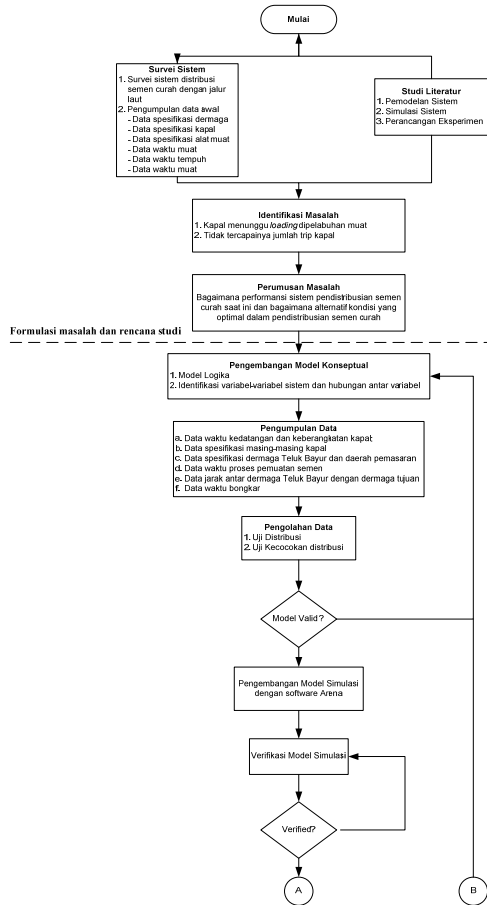 Mulai
Survei Sistem
1. Survei sistem distribusi
semen curah dengan jalur
laut
2. Pengumpulan data awal
- Data spesifikasi dermaga
- Data spesifikasi kapal
- Data spesifikasi alat muat
- Data waktu muat
- Data waktu tempuh
- Data waktu muat
Studi Literatur
1. Pemodelan Sistem
2. Simulasi Sistem
3. Perancangan Eksperimen
Identifikasi Masalah
1. Kapal menunggu loading dipelabuhan muat
2. Tidak tercapainya jumlah trip kapal
Perumusan Masalah
Bagaimana performansi sistem pendistribusian semen
curah saat ini dan bagaimana alternatif kondisi yang
optimal dalam pendistribusian semen curah
Formulasi masalah dan rencana studi
Pengembangan Model Konseptual
1. Model Logika
2. Identifikasi variabel-variabel sistem dan hubungan antar variabel
Pengumpulan Data
a. Data waktu kedatangan dan keberangkatan kapal;
b. Data spesifikasi masing-masing kapal
c. Data spesifikasi dermaga Teluk Bayur dan daerah pemasaran
d. Data waktu proses pemuatan semen
e. Data jarak antar dermaga Teluk Bayur dengan dermaga tujuan
f. Data waktu bongkar
Pengolahan Data
1. Uji Distribusi
2. Uji Kecocokan distribusi
Model Valid?
Pengembangan Model Simulasi
dengan software Arena
Verifikasi Model Simulasi
Verified?
A
B